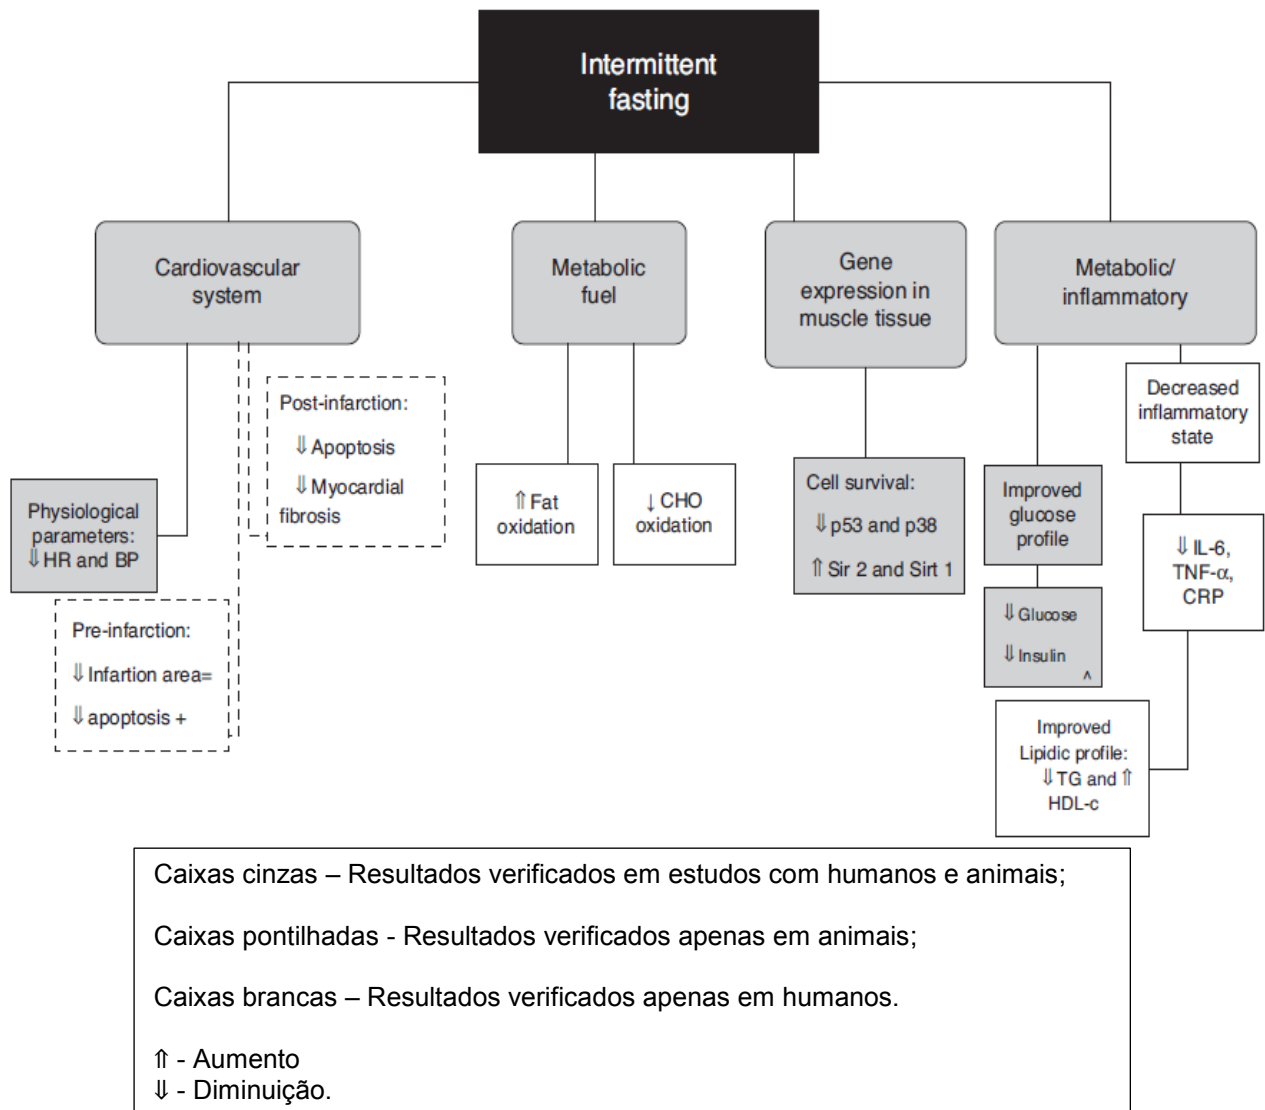 Intermittent
fasting
Cardiovascular
system
Metabolic
fuel
Gene
expression in
muscle tissue
Metabolic/
inflammatory
Physiological
parameters:
⇓ HR and BP
Post-infarction:
⇓ Apoptosis
⇓ Myocardial
fibrosis
Pre-infarction:
⇓ Infartion area=
⇓ apoptosis +
⇑ Fat
oxidation
↓ CHO
oxidation
Cell survival:
⇓ p53 and p38
⇑ Sir 2 and Sirt 1
Improved
glucose
profile
⇓ Glucose
⇓ Insulin
^
Decreased
inflammatory
state
⇓ IL-6,
TNF-α,
CRP
Improved
Lipidic profile:
⇓ TG and ⇑
HDL-c
Caixas cinzas – Resultados verificados em estudos com humanos e animais;
Caixas pontilhadas - Resultados verificados apenas em animais;
Caixas brancas – Resultados verificados apenas em humanos.
⇑ - Aumento
⇓ - Diminuição.